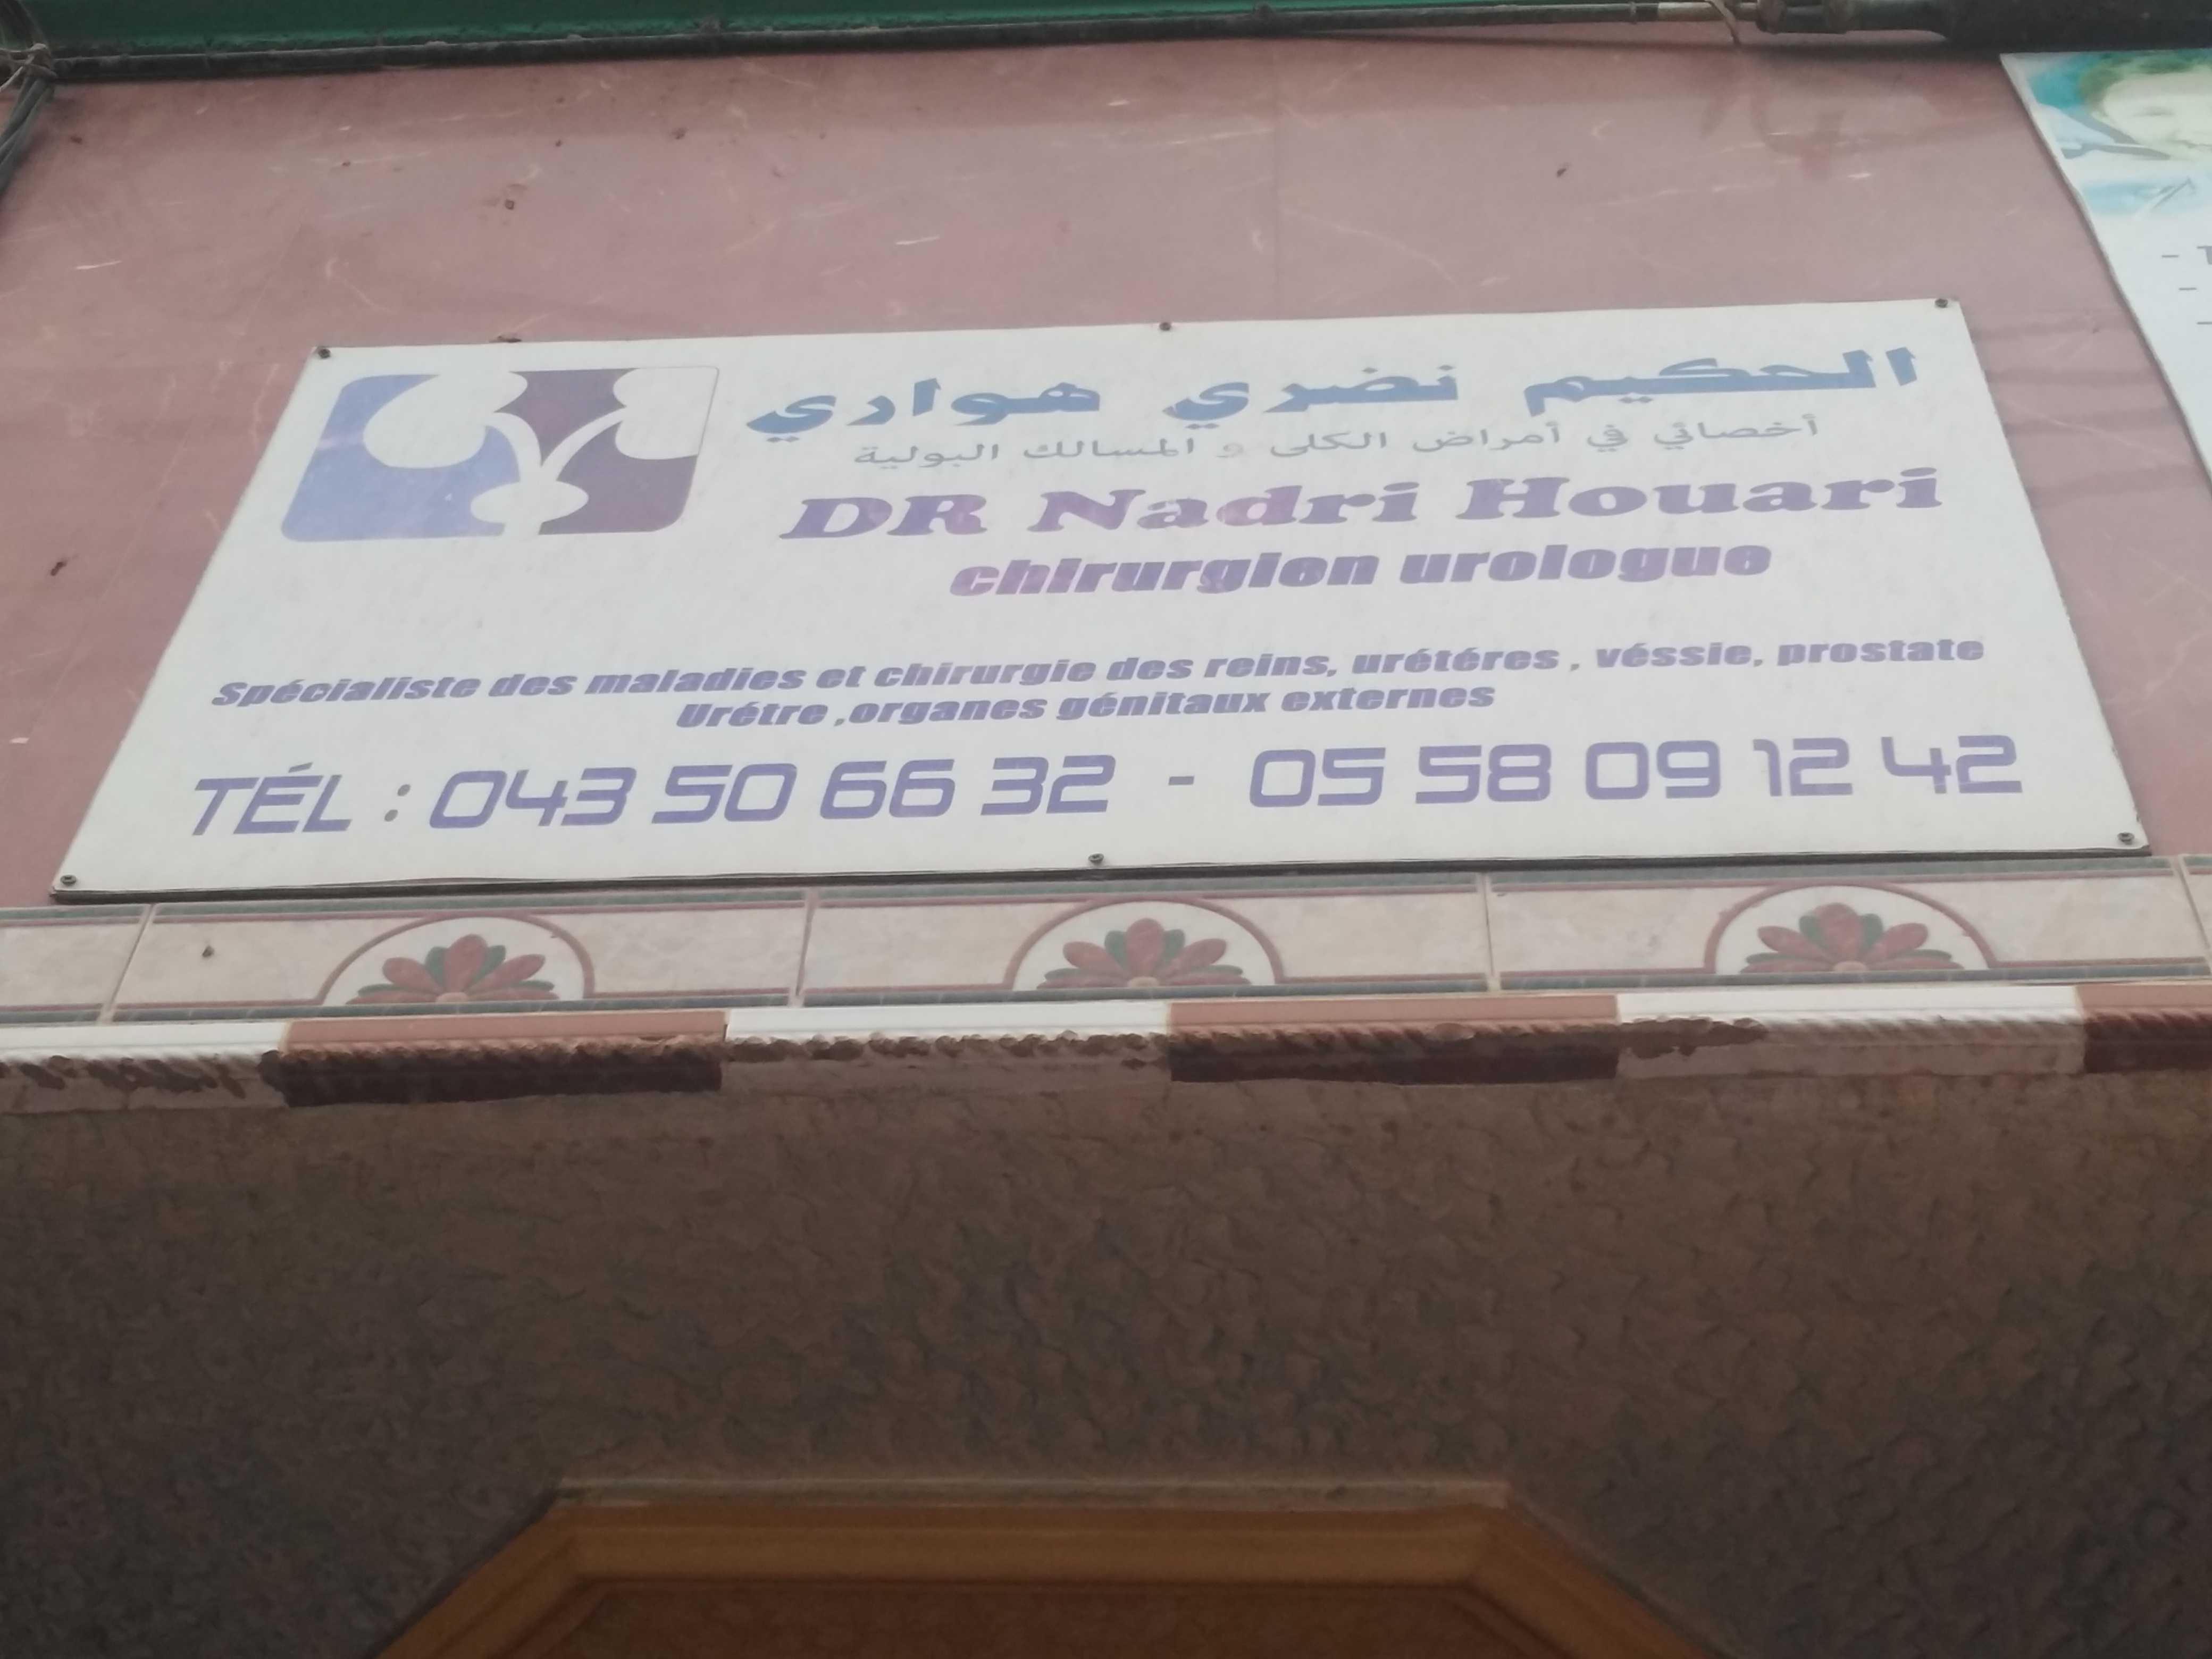 الحكيم نضري هواري
أخصائي في أمراض الكلى و المسالك البولية
DR Nadri Houari
chirurgien urologue
Spécialiste des maladies et chirurgie des reins, urétéres , véssie, prostate
Urétre ,organes génitaux externes
TÉL : 043 50 66 32 - 05 58 09 12 42